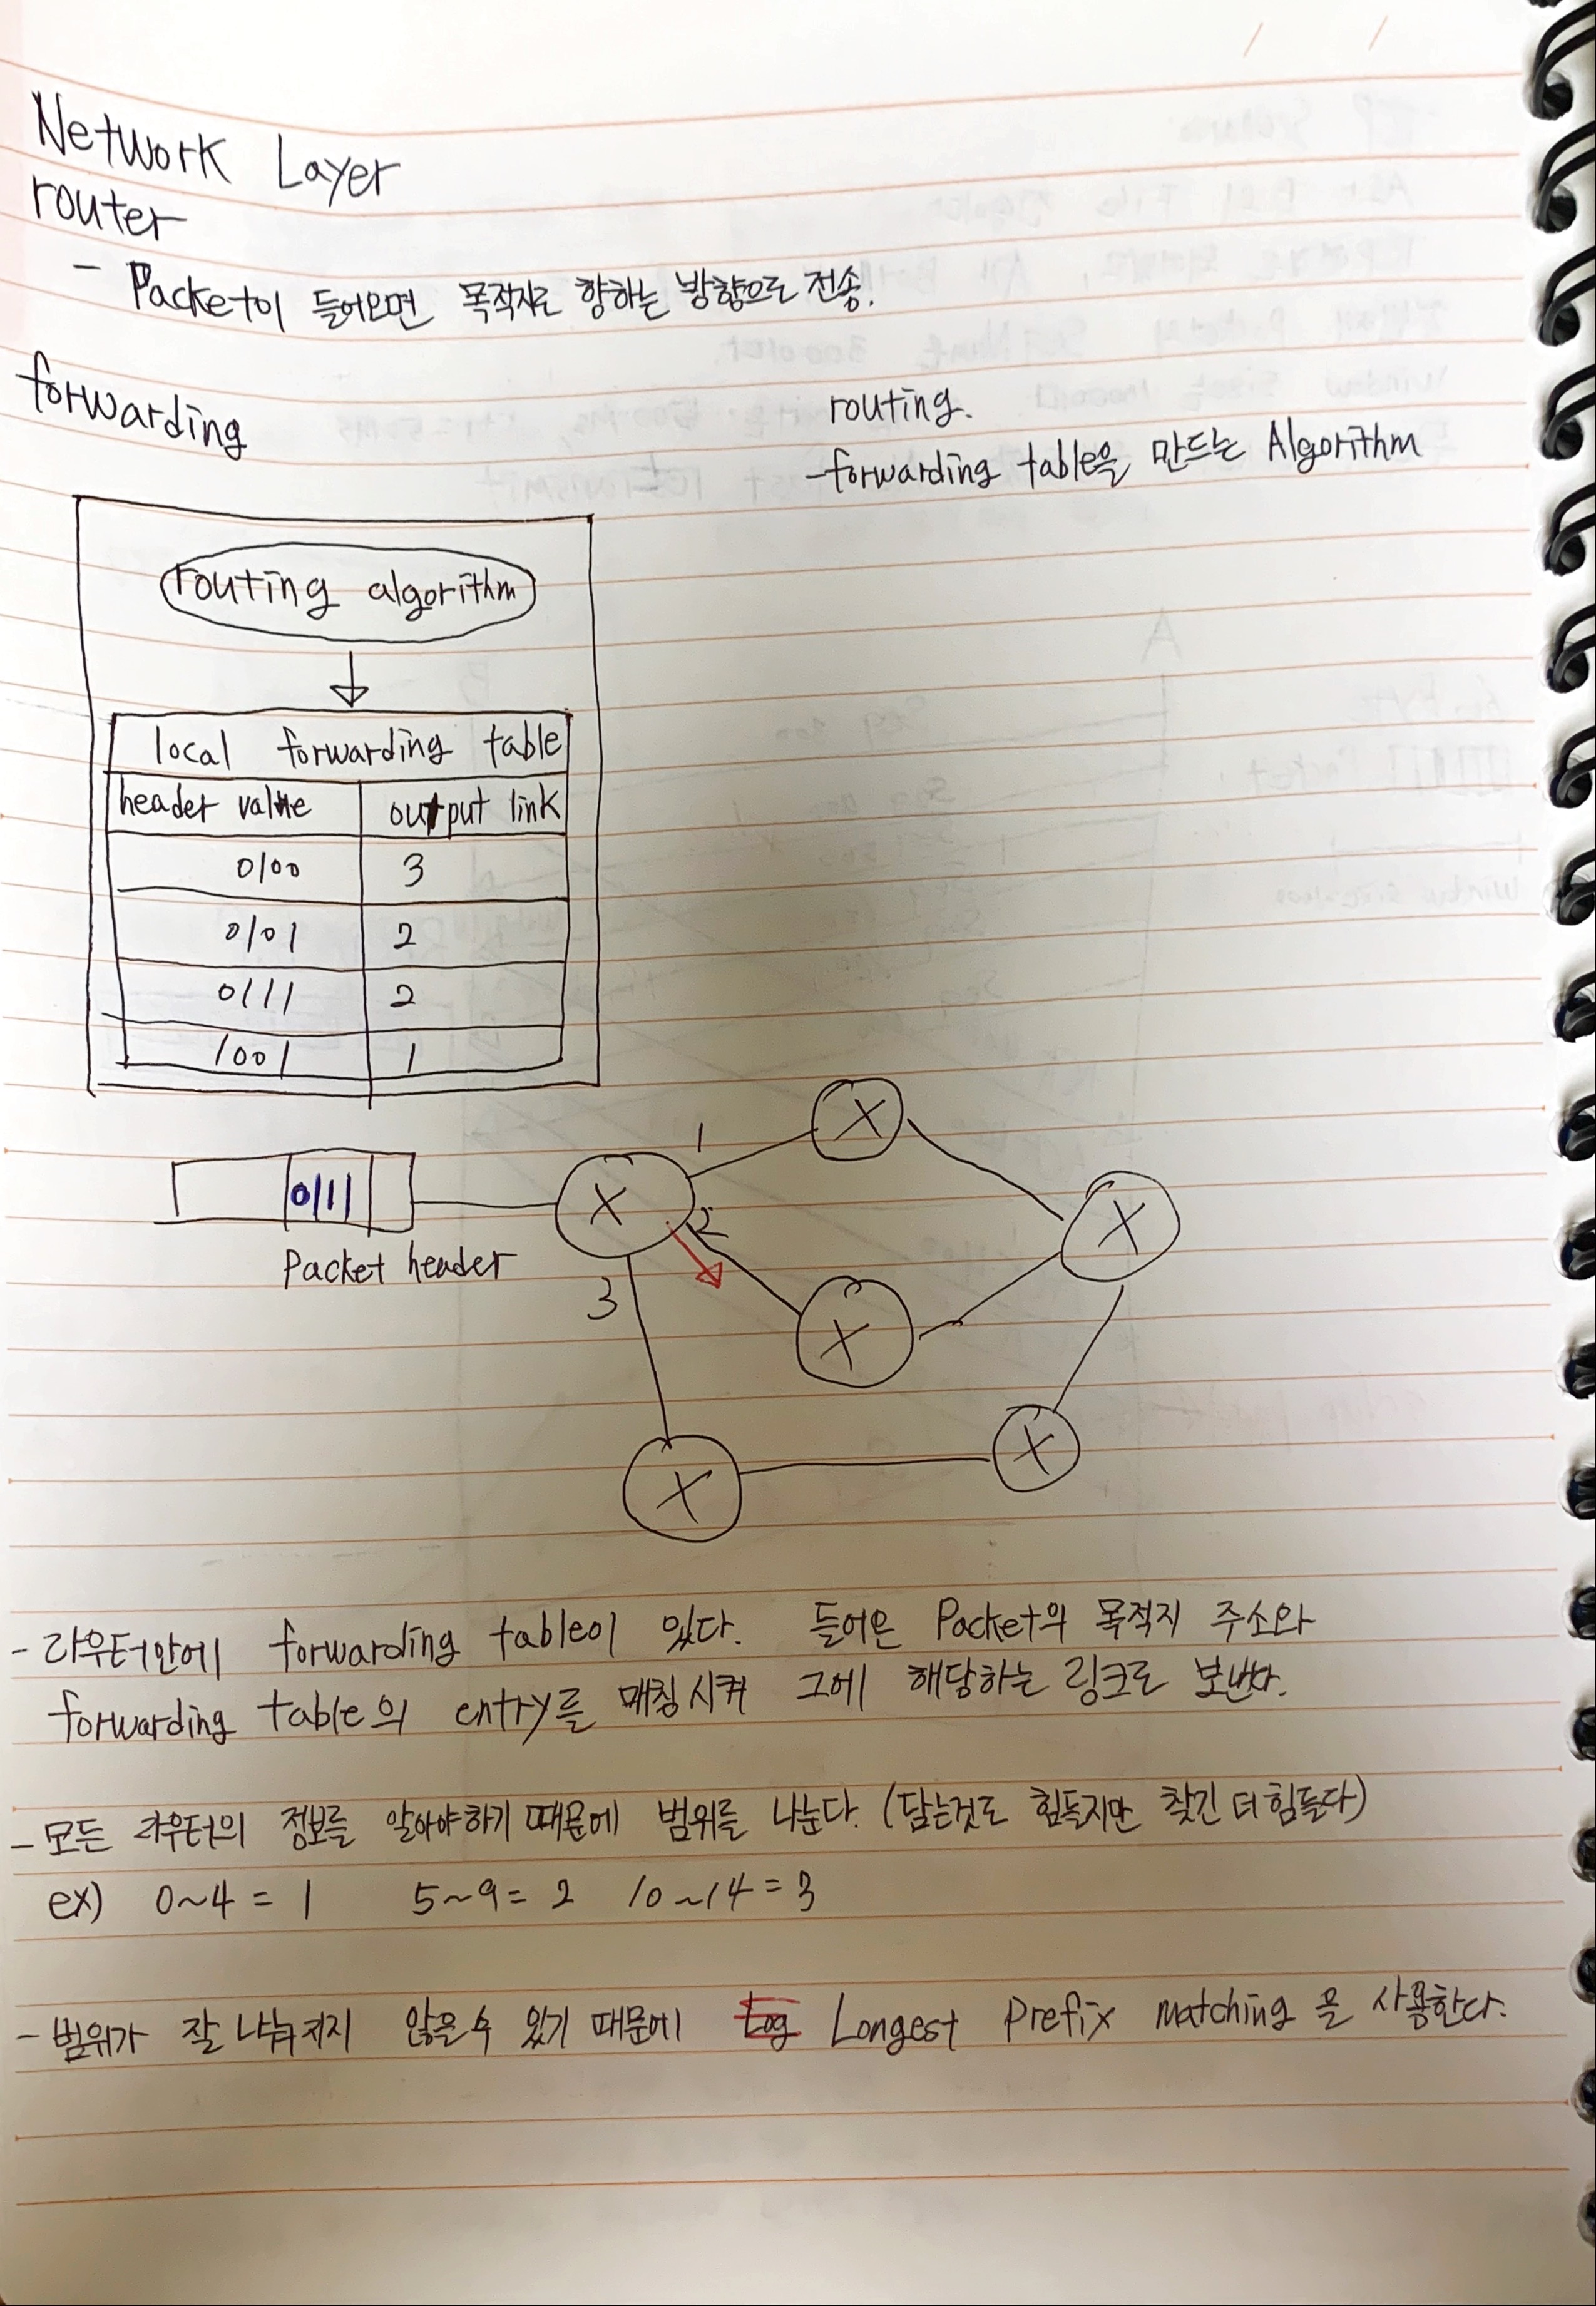 Network Layer
router
- Packet이 들어오면 목적지로 향하는 방향으로 전송.
forwarding
routing.
- forwarding table을 만드는 Algorithm
routing algorithm
local forwarding table
header value output link
0100 3
0101 2
0111 2
1001 1
0111
Packet header
1
2
3
X
X
X
X
X
X
- 라우터안에 forwarding table이 있다. 들어온 Packet의 목적지 주소와
forwarding table의 entry를 매칭시켜 그에 해당하는 링크로 보낸다.
- 모든 라우터의 정보를 알아야하기 때문에 범위를 나눈다. (담는것도 힘들지만 찾긴 더 힘들다)
ex) 0~4 = 1 5~9 = 2 10~14 = 3
- 범위가 잘 나눠지지 않을수 있기 때문에 Log Longest Prefix matching을 사용한다.